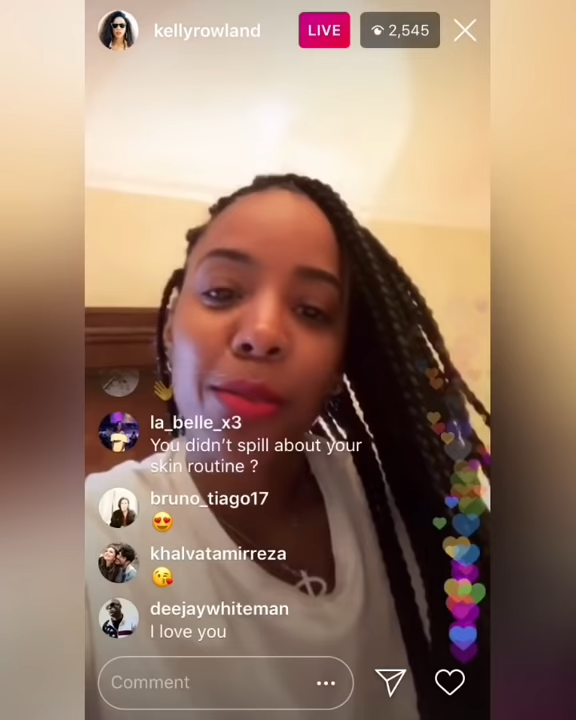 kellyrowland
LIVE
2,545
la_belle_x3
You didn't spill about your
skin routine ?
bruno_tiago17
😍
khalvatamirreza
😘
deejaywhiteman
I love you
Comment